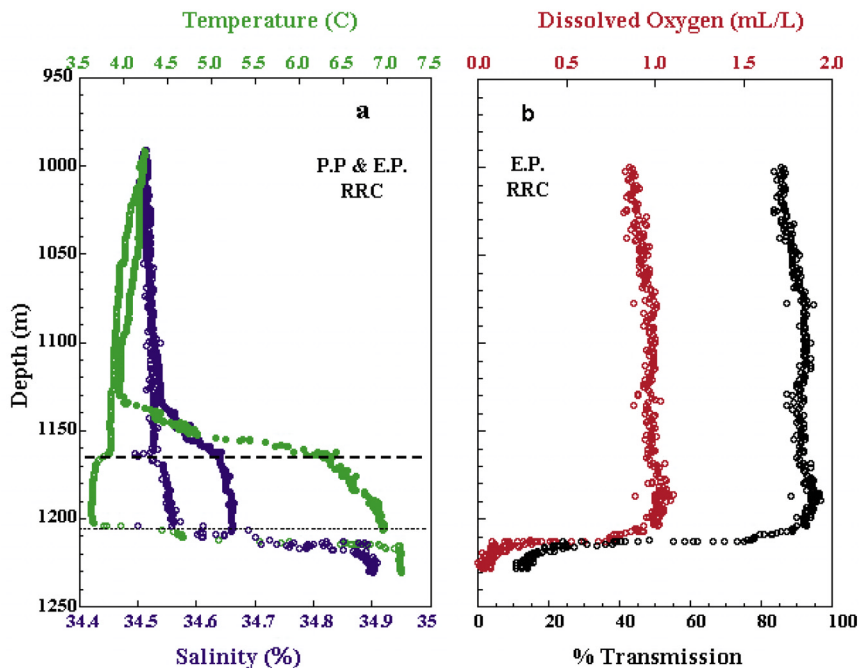 Temperature (C)
3.5 4.0 4.5 5.0 5.5 6.0 6.5 7.0 7.5
Dissolved Oxygen (mL/L)
0.0 0.5 1.0 1.5 2.0
Depth (m)
950
1000
1050
1100
1150
1200
1250
a
P.P & E.P.
RRC
b
E.P.
RRC
34.4 34.5 34.6 34.7 34.8 34.9 35
Salinity (%)
0 20 40 60 80 100
% Transmission